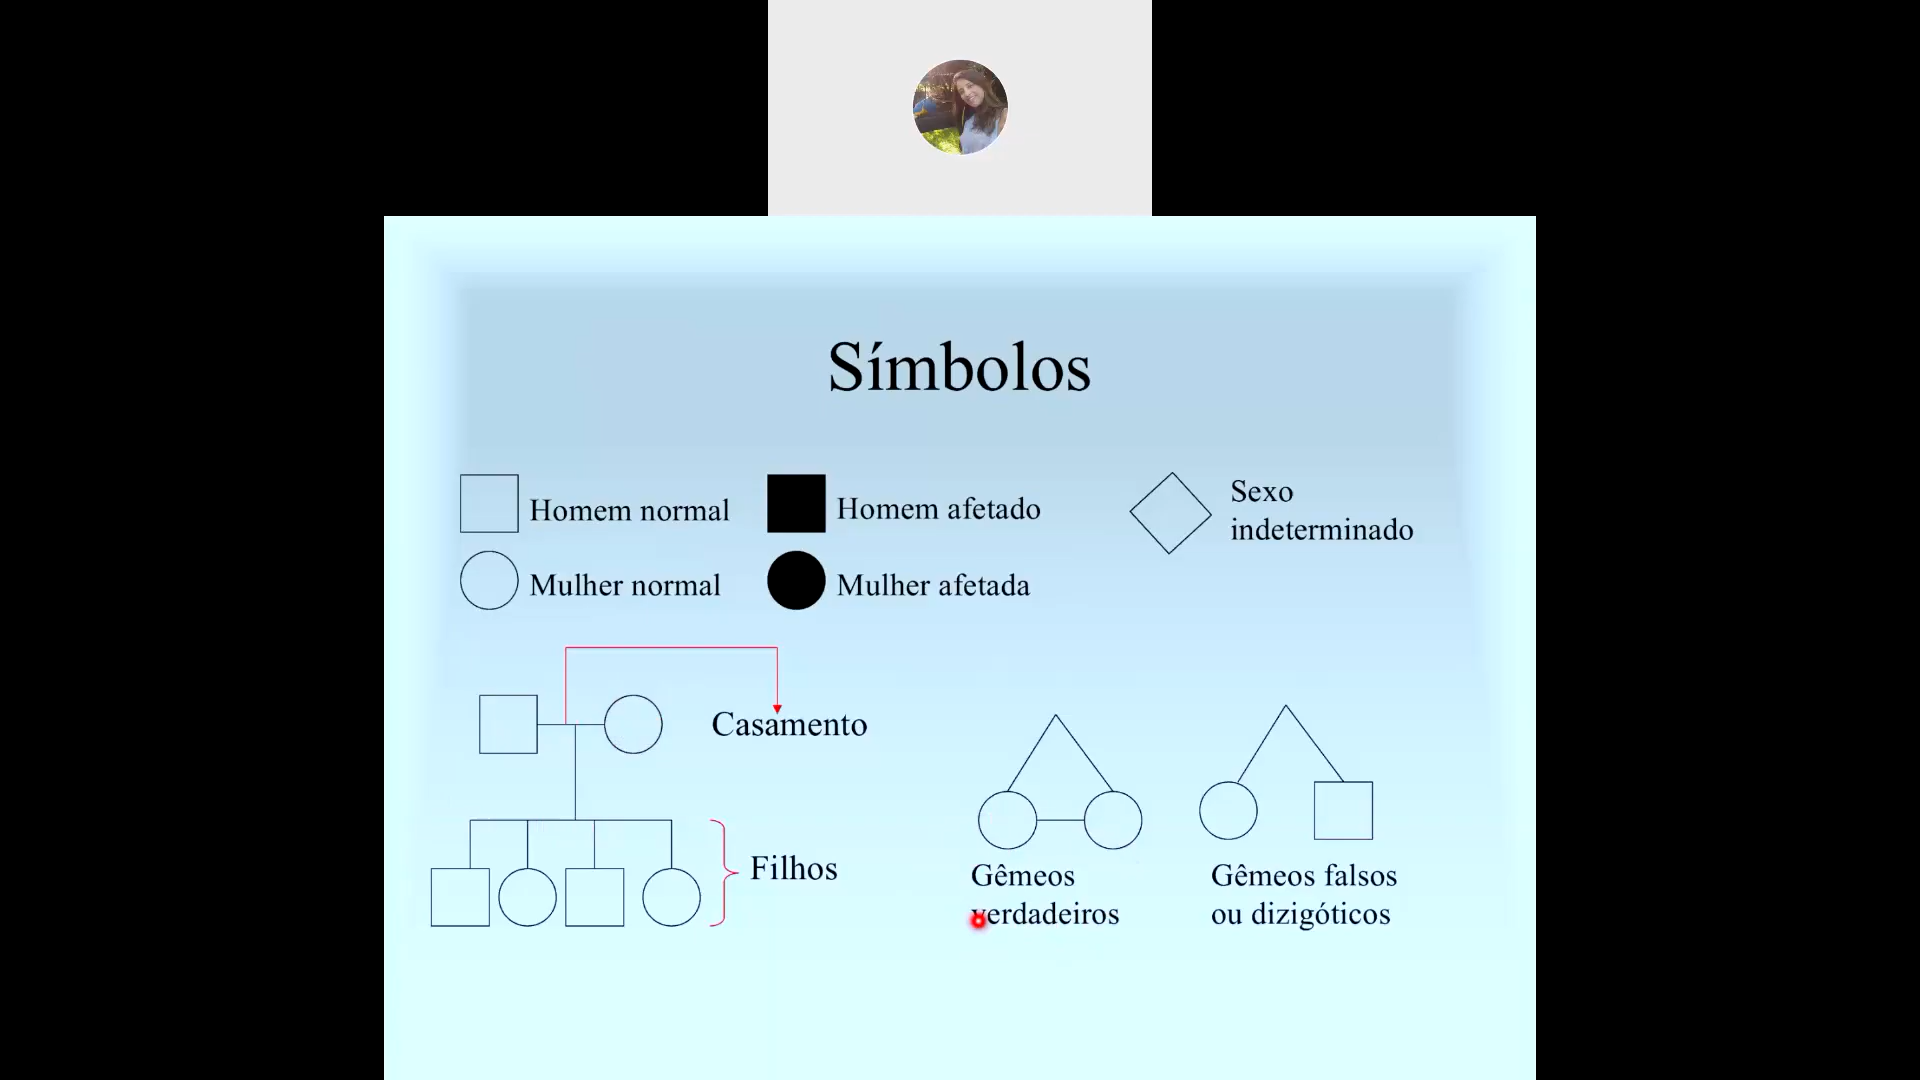 Símbolos
Homem normal
Homem afetado
Sexo
indeterminado
Mulher normal
Mulher afetada
Casamento
Filhos
Gêmeos
verdadeiros
Gêmeos falsos
ou dizigóticos